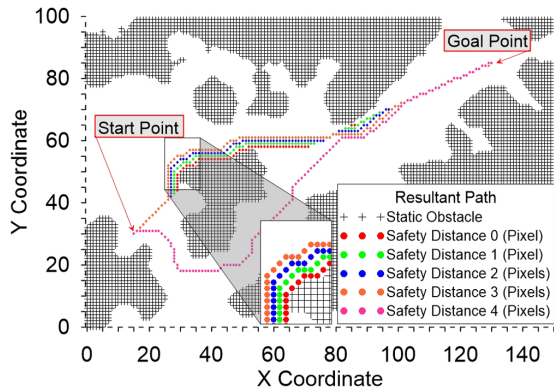 100
80
60
40
20
0
Y Coordinate
Start Point
Goal Point
Resultant Path
Static Obstacle
Safety Distance 0 (Pixel)
Safety Distance 1 (Pixel)
Safety Distance 2 (Pixels)
Safety Distance 3 (Pixels)
Safety Distance 4 (Pixels)
0 20 40 60 80 100 120 140
X Coordinate